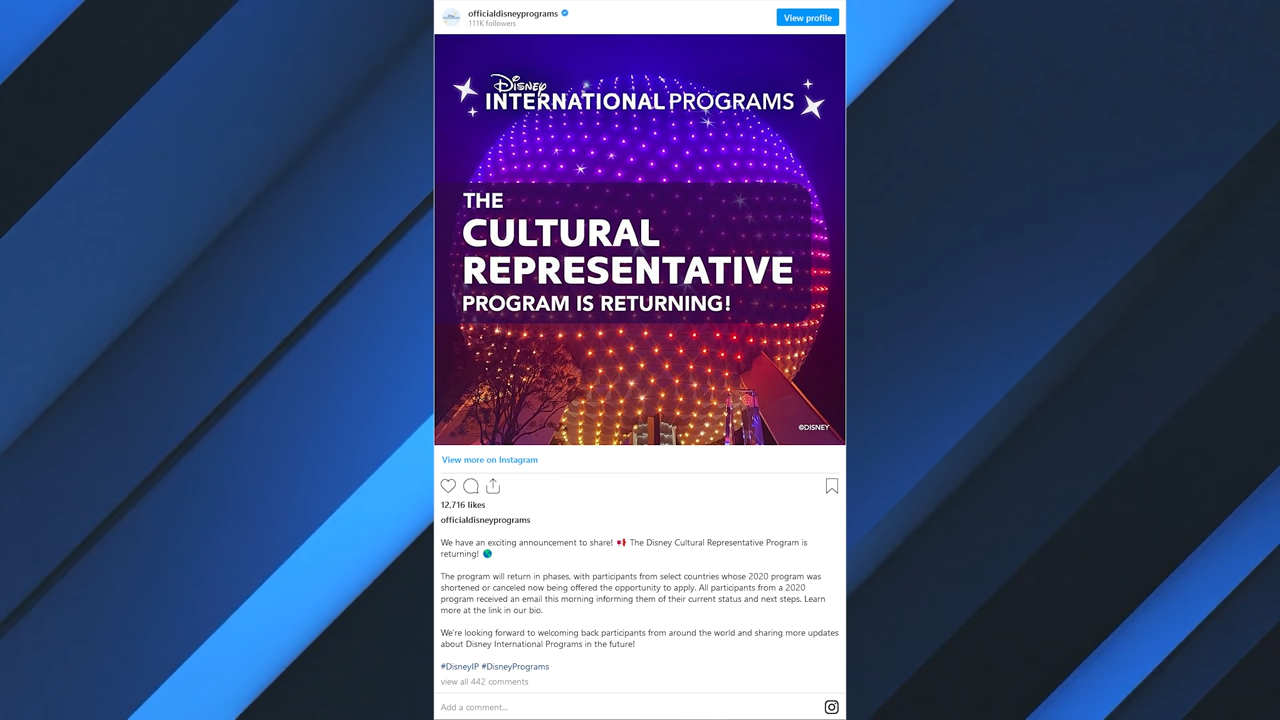 officialdisneyprograms
111K followers
View profile
Disney
INTERNATIONAL PROGRAMS
THE
CULTURAL
REPRESENTATIVE
PROGRAM IS RETURNING!
©DISNEY
View more on Instagram
12,716 likes
officialdisneyprograms
We have an exciting announcement to share! 🇨🇦 The Disney Cultural Representative Program is
returning! 🌎
The program will return in phases, with participants from select countries whose 2020 program was
shortened or canceled now being offered the opportunity to apply. All participants from a 2020
program received an email this morning informing them of their current status and next steps. Learn
more at the link in our bio.
We're looking forward to welcoming back participants from around the world and sharing more updates
about Disney International Programs in the future!
#DisneyIP #DisneyPrograms
view all 442 comments
Add a comment...